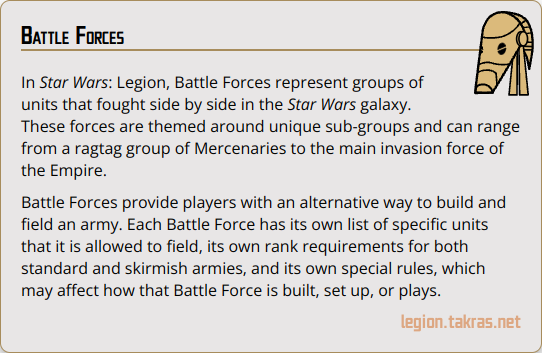 Battle Forces
In Star Wars: Legion, Battle Forces represent groups of
units that fought side by side in the Star Wars galaxy.
These forces are themed around unique sub-groups and can range
from a ragtag group of Mercenaries to the main invasion force of
the Empire.
Battle Forces provide players with an alternative way to build and
field an army. Each Battle Force has its own list of specific units
that it is allowed to field, its own rank requirements for both
standard and skirmish armies, and its own special rules, which
may affect how that Battle Force is built, set up, or plays.
legion.takras.net